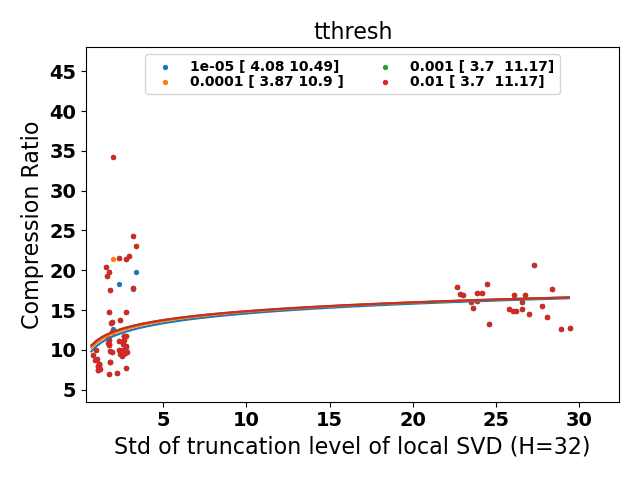 tthresh
1e-05 [ 4.08 10.49]
0.0001 [ 3.87 10.9 ]
0.001 [ 3.7  11.17]
0.01 [ 3.7  11.17]
Compression Ratio
45
40
35
30
25
20
15
10
5
5 10 15 20 25 30
Std of truncation level of local SVD (H=32)